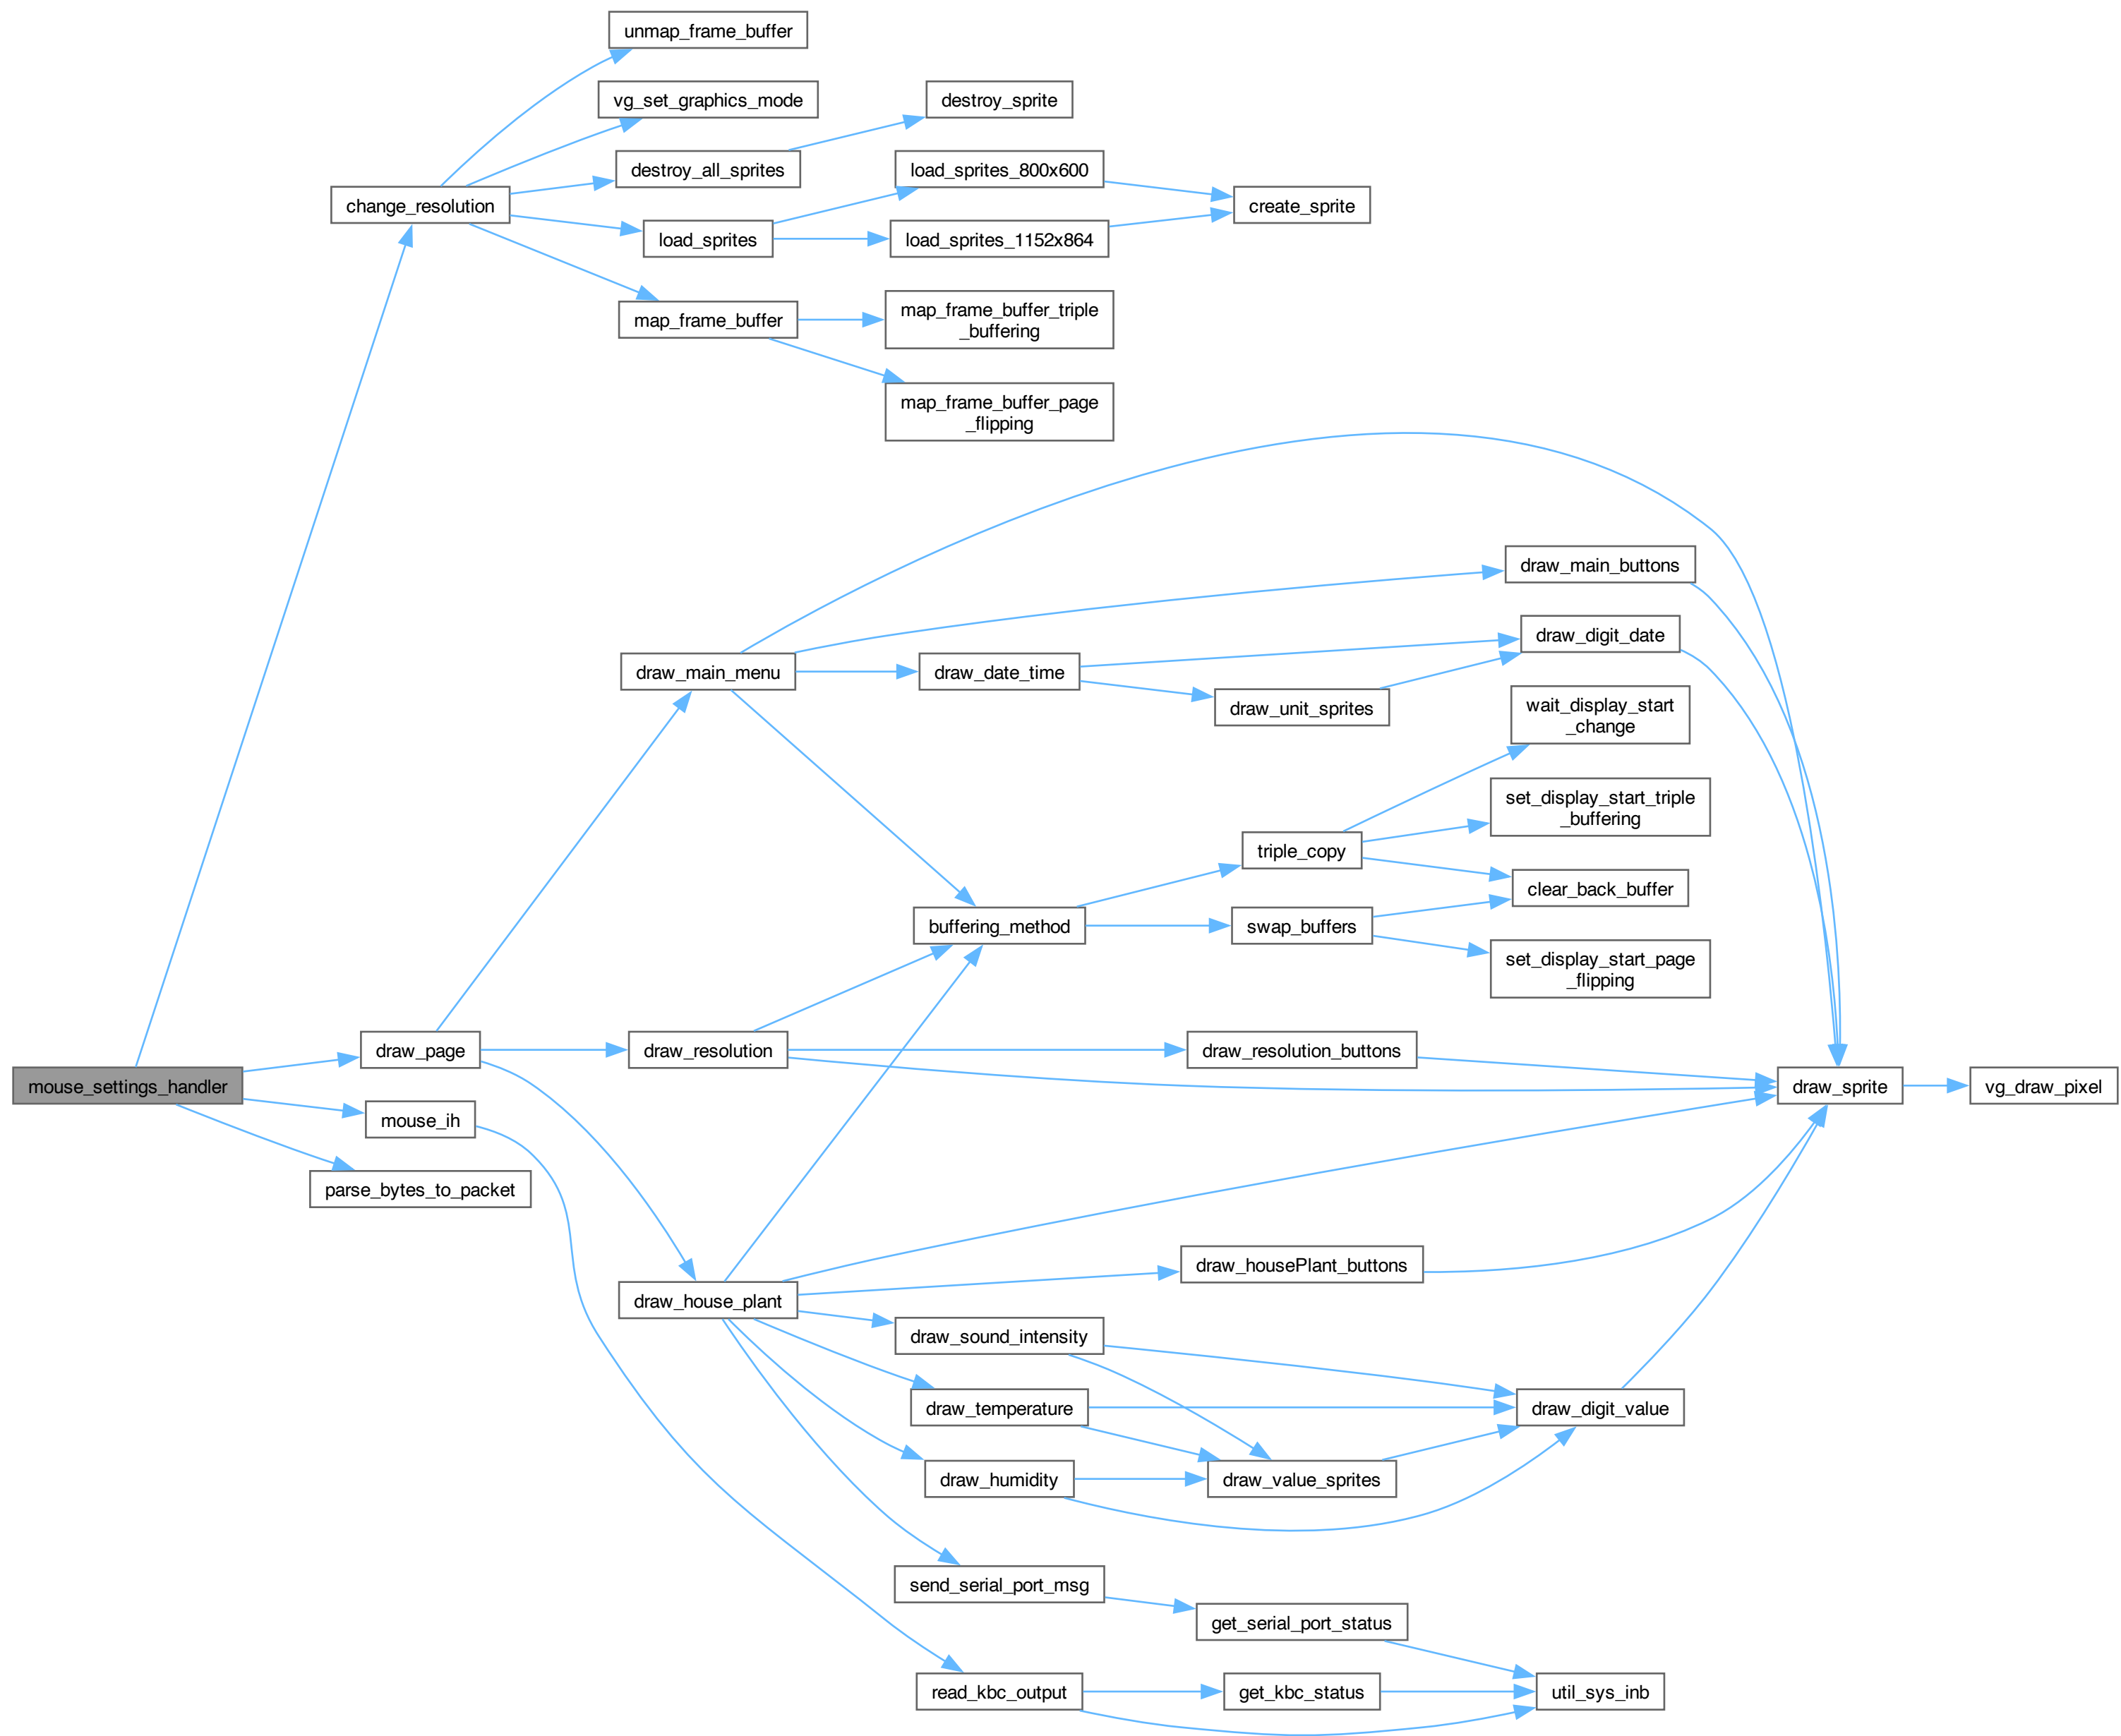 unmap_frame_buffer
vg_set_graphics_mode
destroy_sprite
destroy_all_sprites
load_sprites_800x600
change_resolution
create_sprite
load_sprites
load_sprites_1152x864
map_frame_buffer
map_frame_buffer_triple
_buffering
map_frame_buffer_page
_flipping
draw_main_buttons
draw_digit_date
draw_main_menu
draw_date_time
draw_unit_sprites
wait_display_start
_change
set_display_start_triple
_buffering
triple_copy
clear_back_buffer
buffering_method
swap_buffers
set_display_start_page
_flipping
draw_page
draw_resolution
draw_resolution_buttons
mouse_settings_handler
draw_sprite
vg_draw_pixel
mouse_ih
parse_bytes_to_packet
draw_housePlant_buttons
draw_house_plant
draw_sound_intensity
draw_temperature
draw_digit_value
draw_humidity
draw_value_sprites
send_serial_port_msg
get_serial_port_status
read_kbc_output
get_kbc_status
util_sys_inb